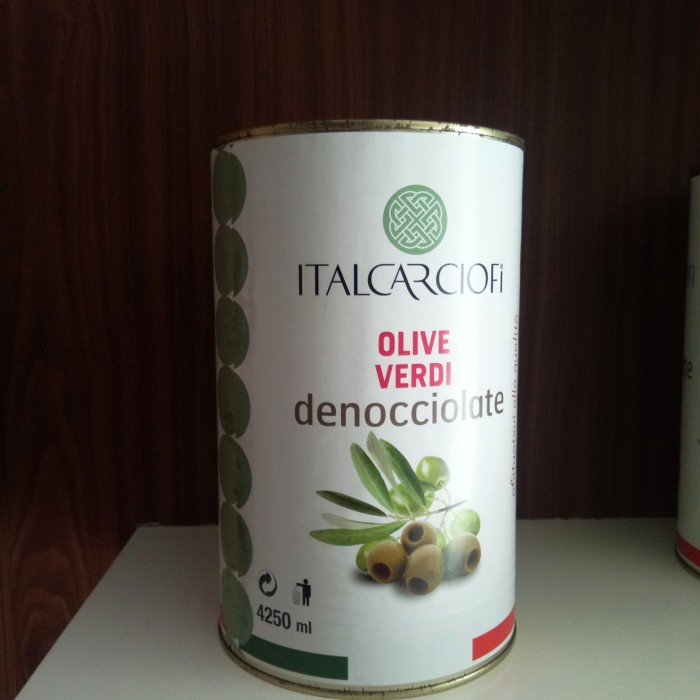 ITALCARCIOFI
OLIVE
VERDI
denocciolate
4250 ml